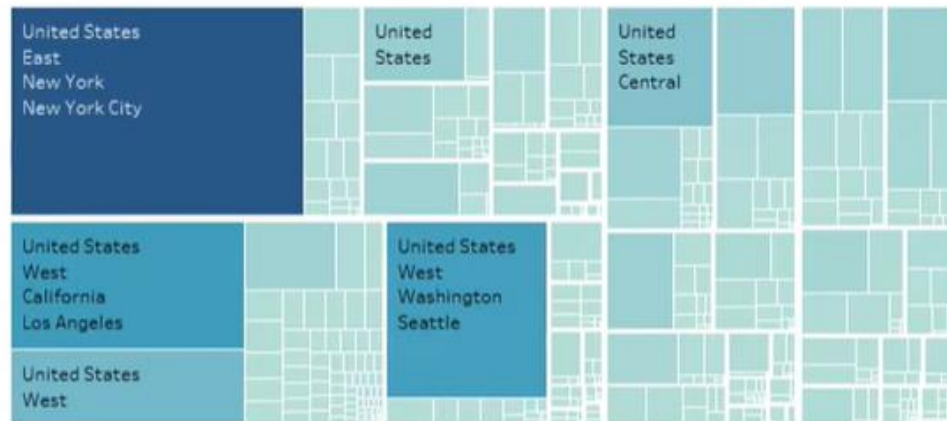 United States
East
New York
New York City
United
States
United
States
Central
United States
West
California
Los Angeles
United States
West
Washington
Seattle
United States
West